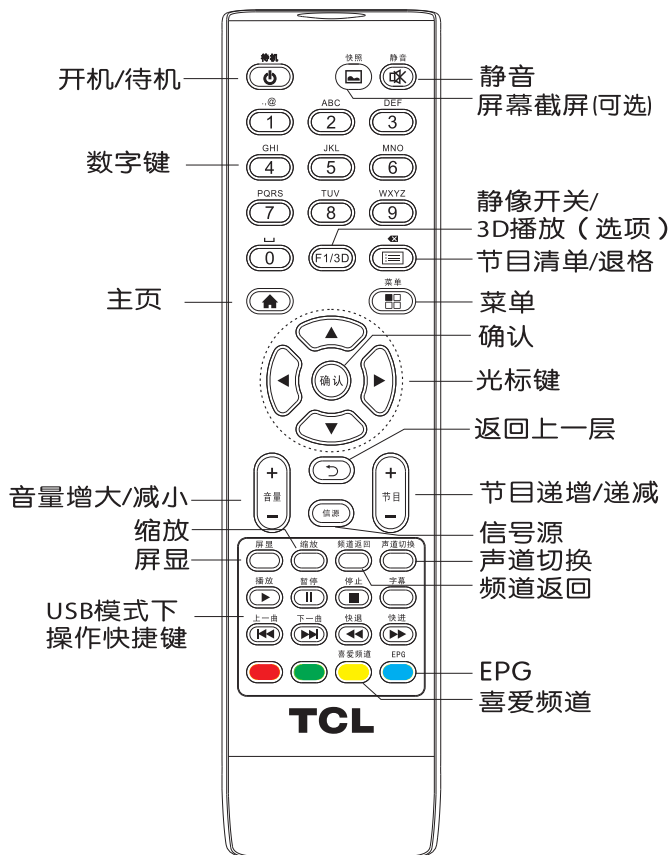 待机
快照
静音
开机/待机
静音
屏幕截屏(可选)
.,@
ABC
DEF
1
2
3
GHI
JKL
MNO
数字键
4
5
6
PQRS
TUV
WXYZ
7
8
9
静像开关/
3D播放(选项)
0
F1/3D
节目清单/退格
主页
菜单
菜单
确认
确认
光标键
返回上一层
+
+
音量
节目
音量增大/减小
节目递增/递减
-
-
信源
缩放
信号源
屏显
屏显
缩放
频道返回
声道切换
声道切换
频道返回
播放
暂停
停止
字幕
USB模式下
操作快捷键
上一曲
下一曲
快退
快进
喜爱频道
EPG
EPG
喜爱频道
TCL